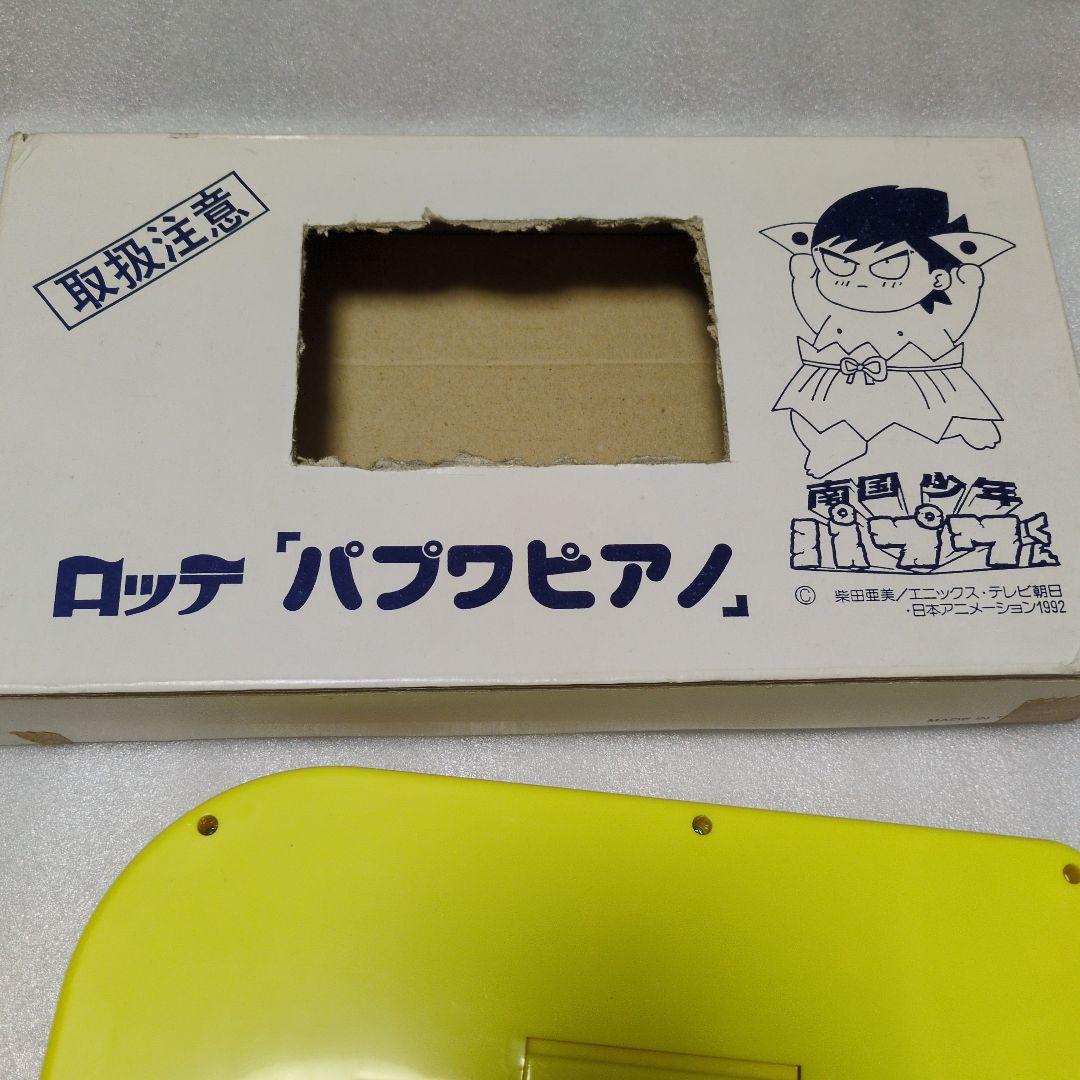 取扱注意
ロッテ「パプワピアノ」
南国少年
パプワくん
© 柴田亜美/エニックス・テレビ朝日
・日本アニメーション1992
MADE IN